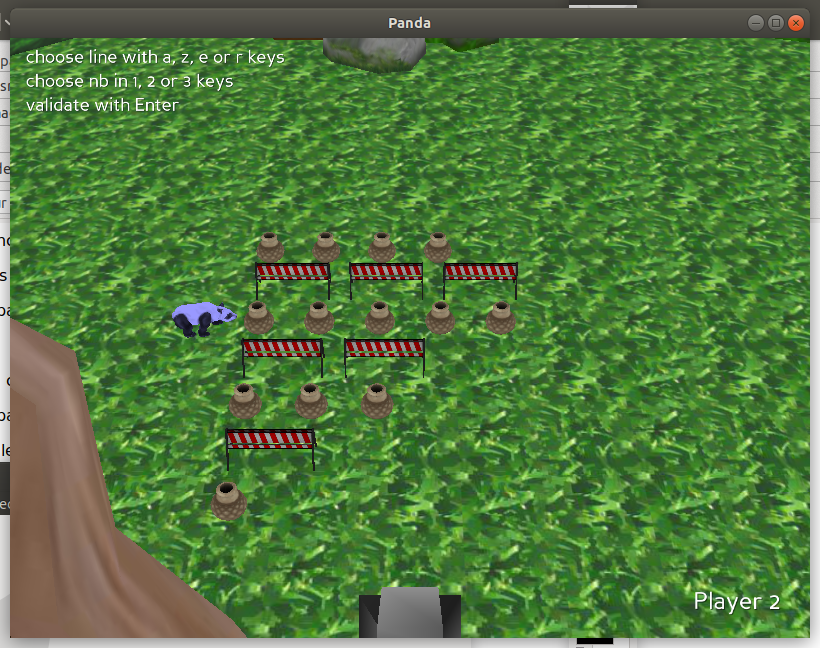 Panda
choose line with a, z, e or r keys
choose nb in 1, 2 or 3 keys
validate with Enter
Player 2